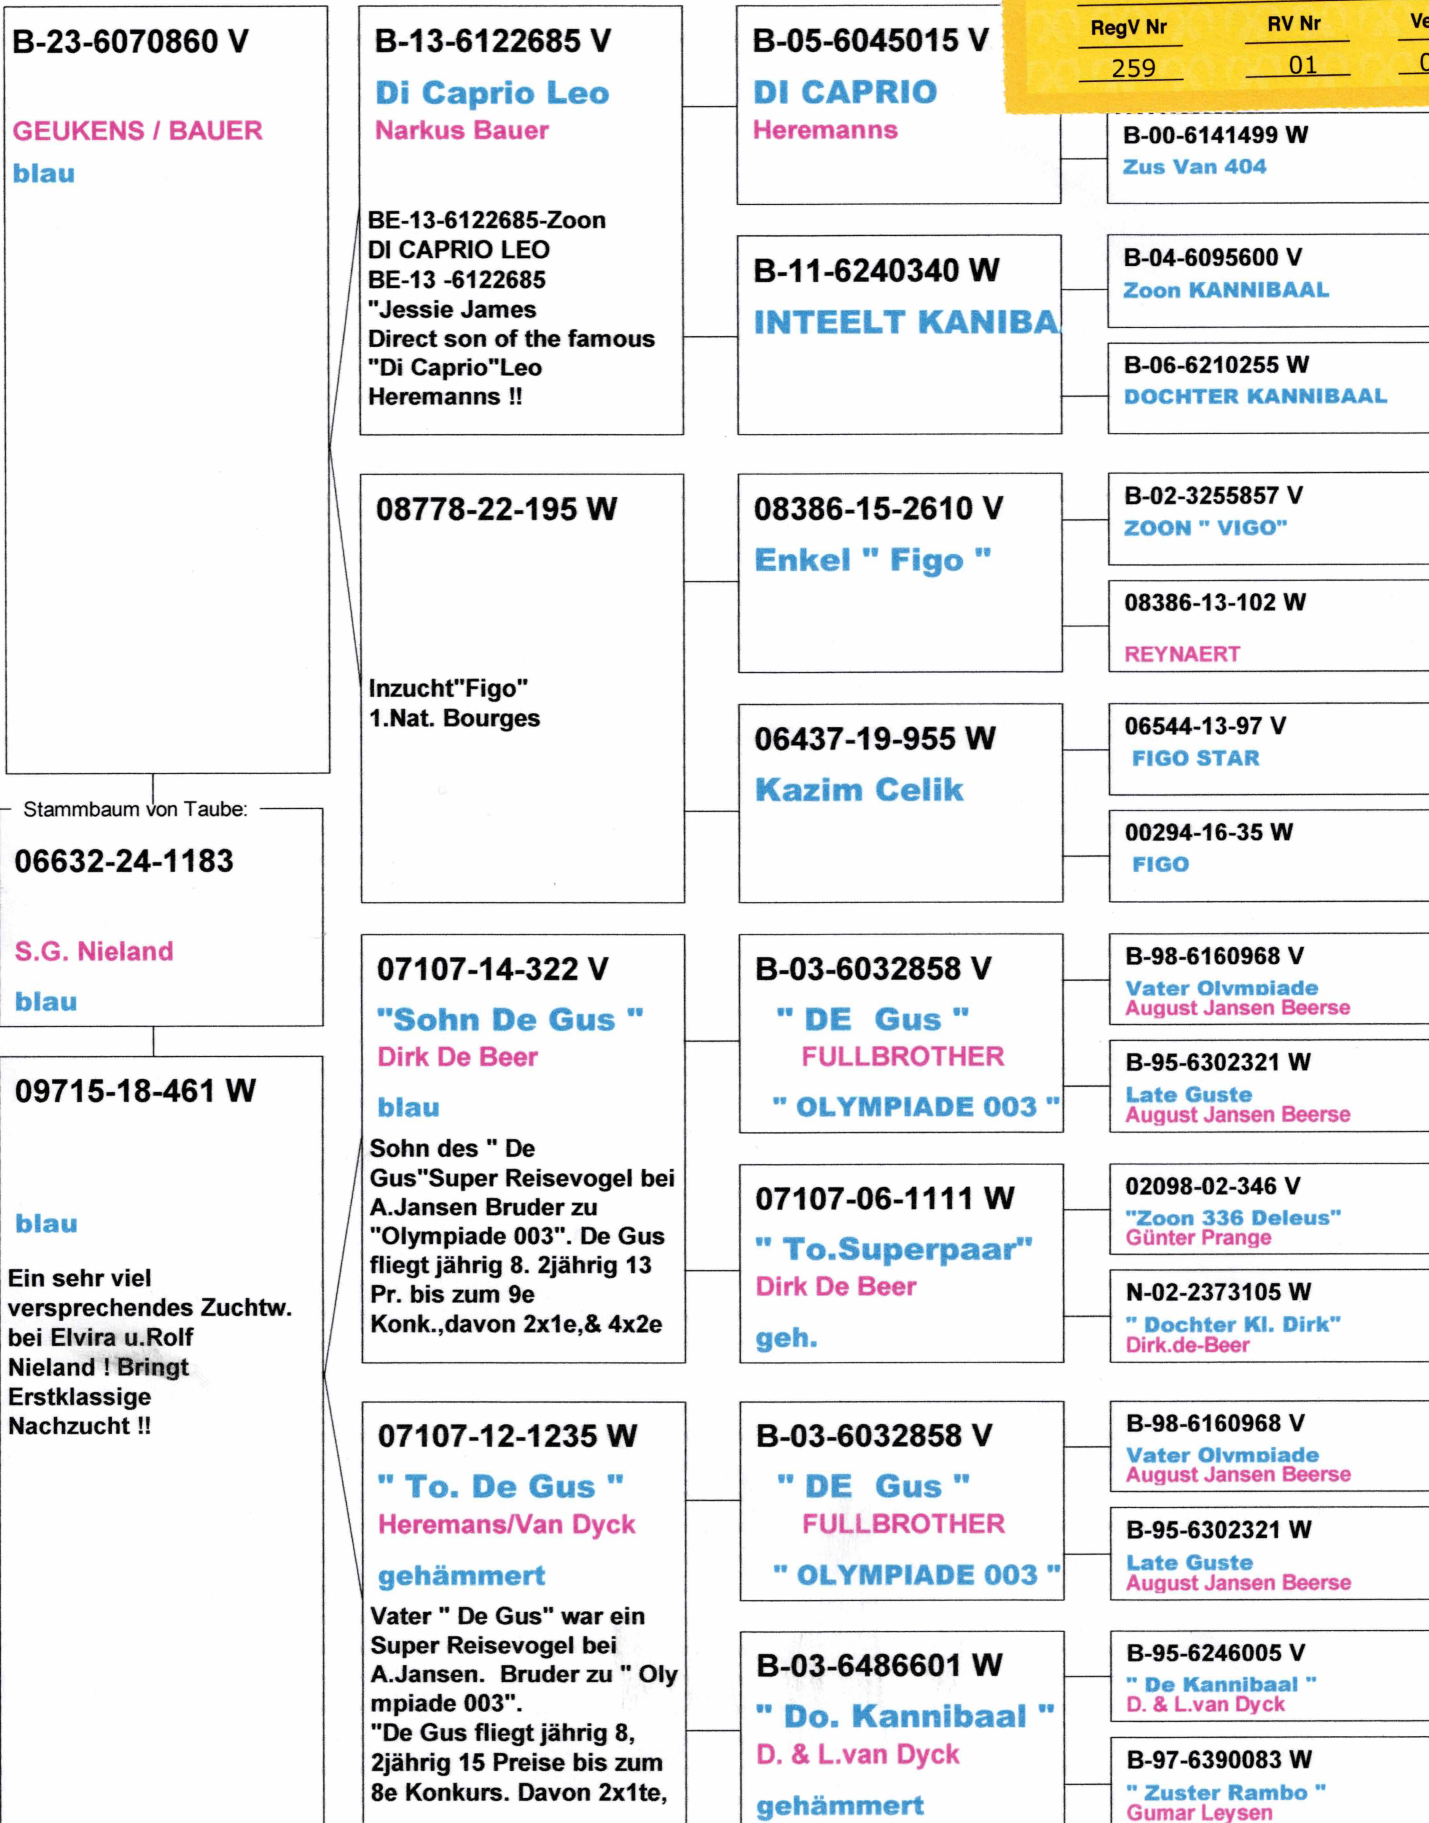 B-23-6070860 V
GEUKENS / BAUER
blau
Stammbaum von Taube:
06632-24-1183
S.G. Nieland
blau
09715-18-461 W
blau
Ein sehr viel
versprechendes Zuchtw.
bei Elvira u.Rolf
Nieland ! Bringt
Erstklassige
Nachzucht !!
B-13-6122685 V
Di Caprio Leo
Narkus Bauer
BE-13-6122685-Zoon
DI CAPRIO LEO
BE-13 -6122685
"Jessie James
Direct son of the famous
"Di Caprio"Leo
Heremanns !!
08778-22-195 W
Inzucht"Figo"
1.Nat. Bourges
07107-14-322 V
"Sohn De Gus "
Dirk De Beer
blau
Sohn des " De
Gus"Super Reisevogel bei
A.Jansen Bruder zu
"Olympiade 003". De Gus
fliegt jährig 8. 2jährig 13
Pr. bis zum 9e
Konk.,davon 2x1e,& 4x2e
07107-12-1235 W
" To. De Gus "
Heremans/Van Dyck
gehämmert
Vater " De Gus" war ein
Super Reisevogel bei
A.Jansen.  Bruder zu " Oly
mpiade 003".
"De Gus fliegt jährig 8,
2jährig 15 Preise bis zum
8e Konkurs. Davon 2x1te,
B-05-6045015 V
DI CAPRIO
Heremanns
B-11-6240340 W
INTEELT KANIBA
08386-15-2610 V
Enkel " Figo "
06437-19-955 W
Kazim Celik
B-03-6032858 V
" DE  Gus "
FULLBROTHER
" OLYMPIADE 003 "
07107-06-1111 W
" To.Superpaar"
Dirk De Beer
geh.
B-03-6032858 V
" DE  Gus "
FULLBROTHER
" OLYMPIADE 003 "
B-03-6486601 W
" Do. Kannibaal "
D. & L.van Dyck
gehämmert
RegV Nr RV Nr
259 01
B-00-6141499 W
Zus Van 404
B-04-6095600 V
Zoon KANNIBAAL
B-06-6210255 W
DOCHTER KANNIBAAL
B-02-3255857 V
ZOON " VIGO"
08386-13-102 W
REYNAERT
06544-13-97 V
FIGO STAR
00294-16-35 W
FIGO
B-98-6160968 V
Vater Olympiade
August Jansen Beerse
B-95-6302321 W
Late Guste
August Jansen Beerse
02098-02-346 V
"Zoon 336 Deleus"
Günter Prange
N-02-2373105 W
" Dochter Kl. Dirk"
Dirk.de-Beer
B-98-6160968 V
Vater Olympiade
August Jansen Beerse
B-95-6302321 W
Late Guste
August Jansen Beerse
B-95-6246005 V
" De Kannibaal "
D. & L.van Dyck
B-97-6390083 W
" Zuster Rambo "
Gumar Leysen